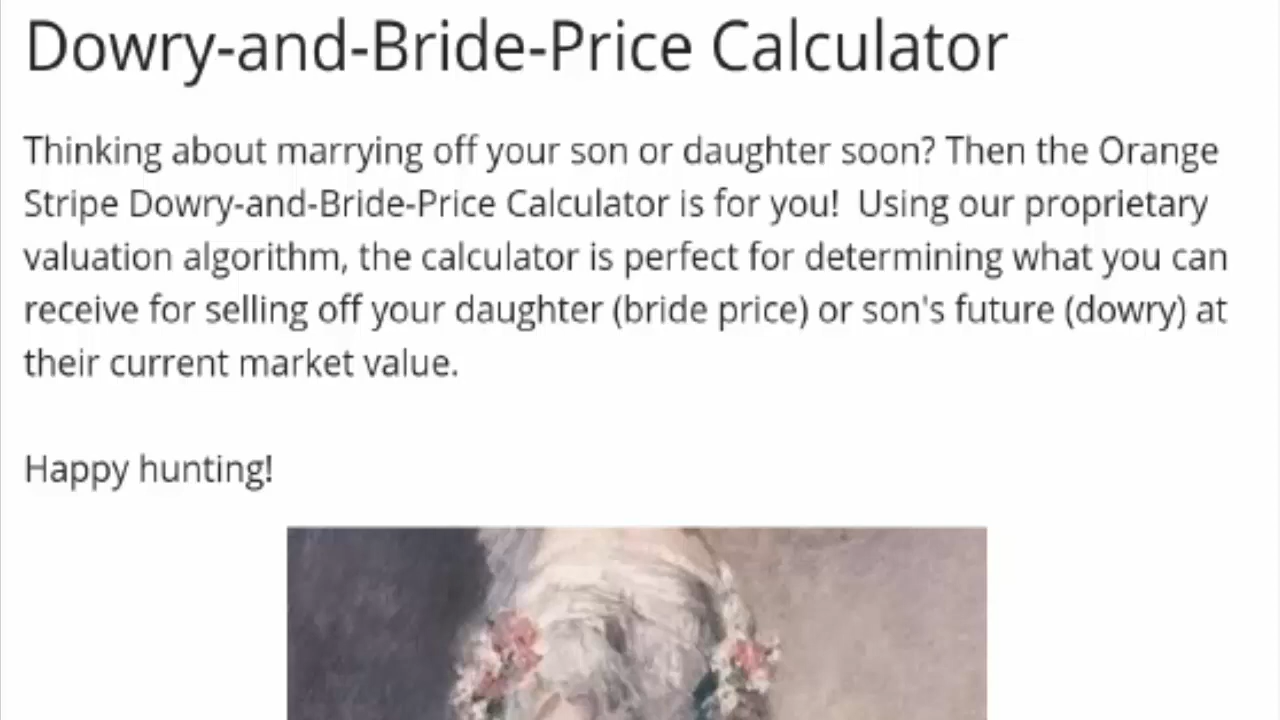 Dowry-and-Bride-Price Calculator
Thinking about marrying off your son or daughter soon? Then the Orange
Stripe Dowry-and-Bride-Price Calculator is for you!  Using our proprietary
valuation algorithm, the calculator is perfect for determining what you can
receive for selling off your daughter (bride price) or son's future (dowry) at
their current market value.
Happy hunting!